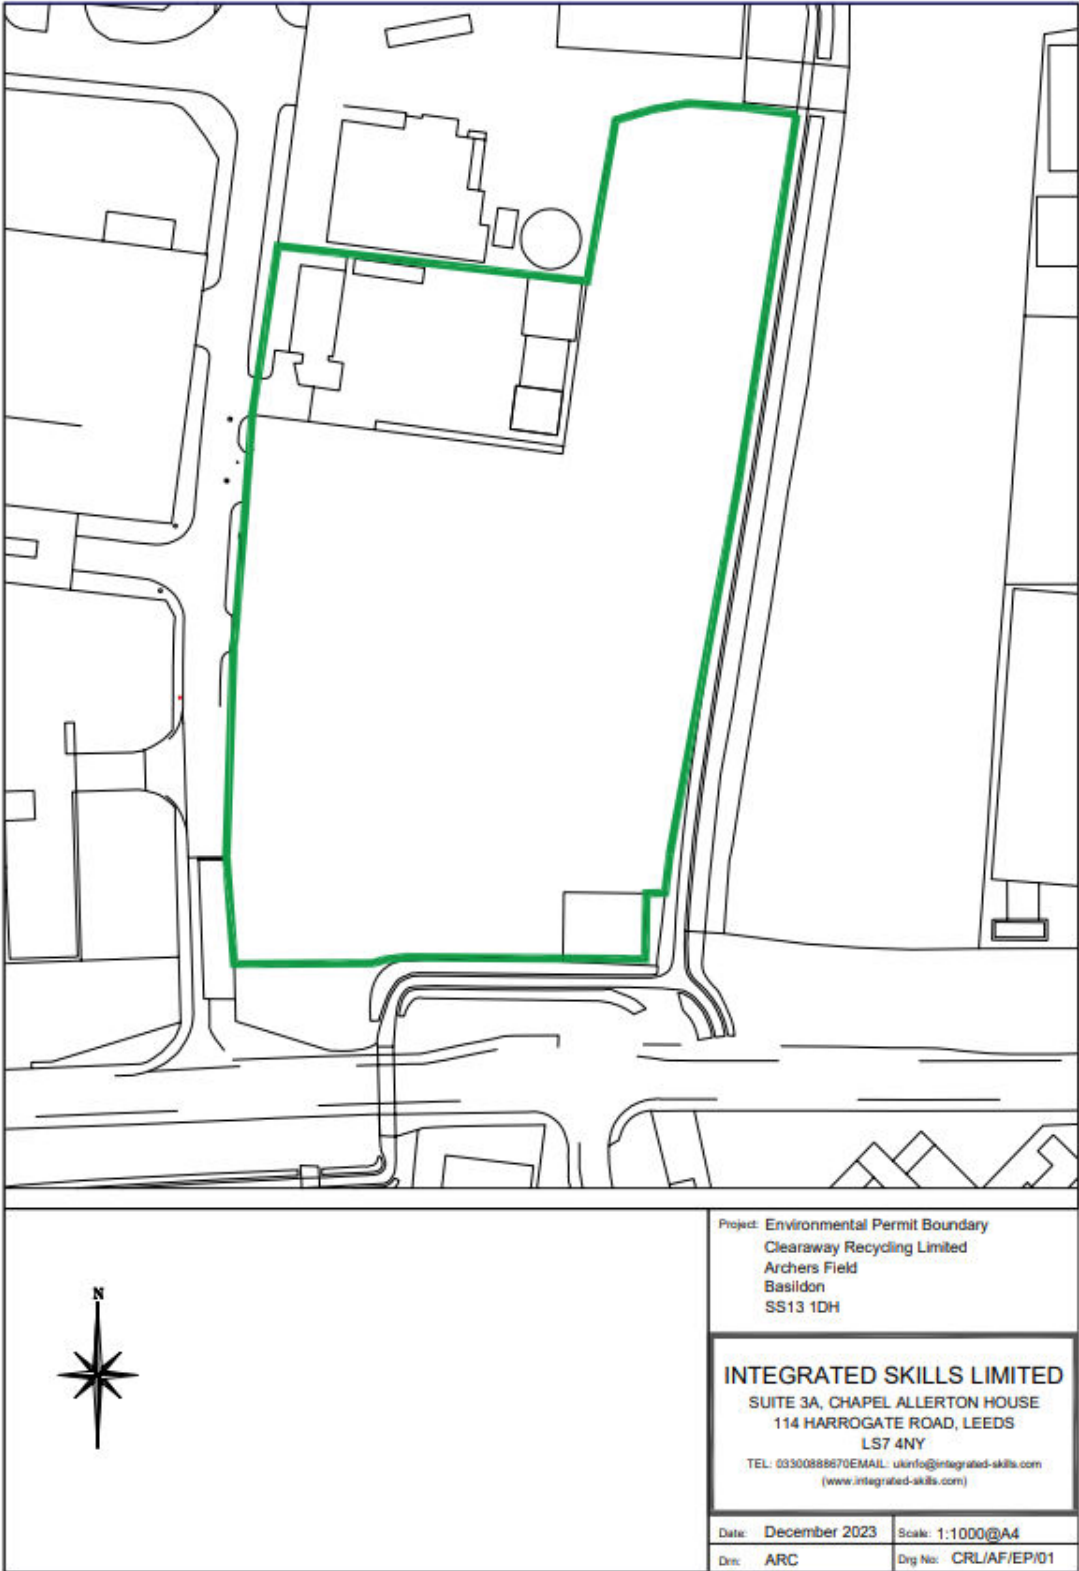 N
Project: Environmental Permit Boundary
Clearaway Recycling Limited
Archers Field
Basildon
SS13 1DH
INTEGRATED SKILLS LIMITED
SUITE 3A, CHAPEL ALLERTON HOUSE
114 HARROGATE ROAD, LEEDS
LS7 4NY
TEL: 03300888670EMAIL: ukinfo@integrated-skills.com
(www.integrated-skills.com)
Date: December 2023 Scale: 1:1000@A4
Drn: ARC Drg No: CRL/AF/EP/01